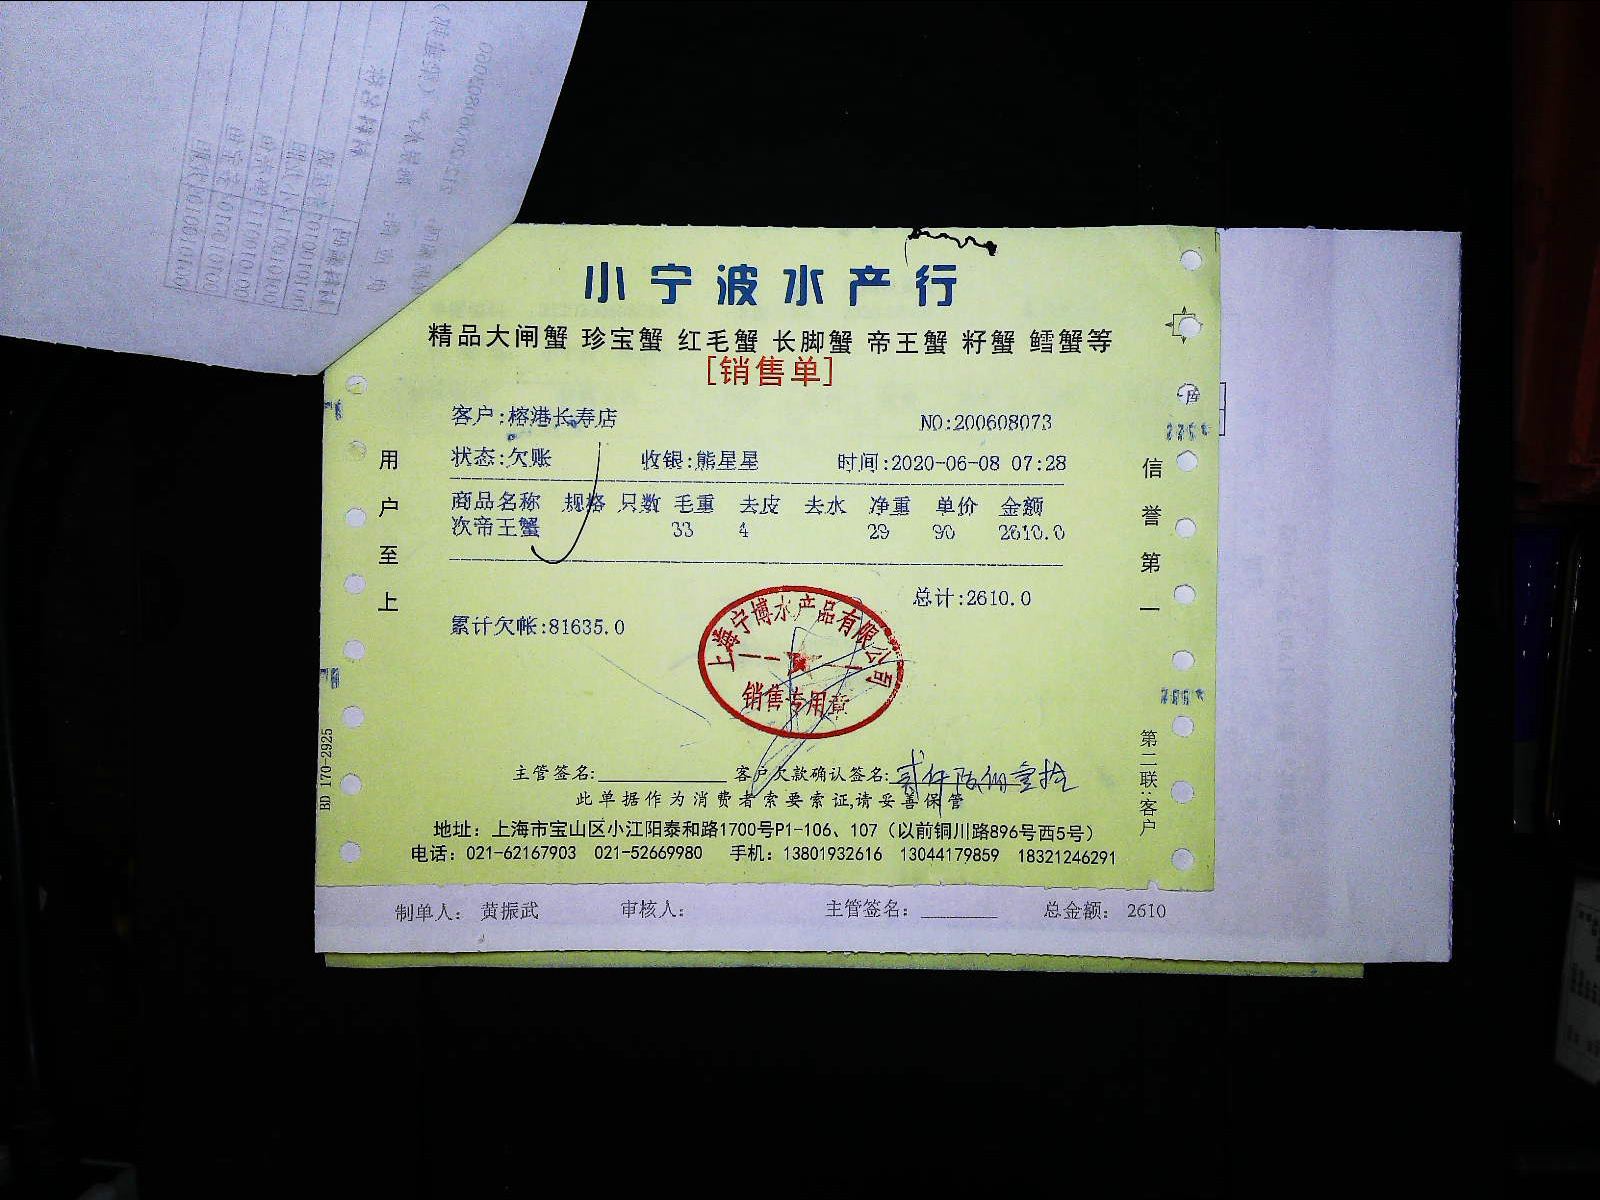 小宁波水产行
精品大闸蟹 珍宝蟹 红毛蟹 长脚蟹 帝王蟹 籽蟹 鳕蟹等
[销售单]
客户:榕港长寿店 NO:200608073
状态:欠账 收银:熊星星 时间:2020-06-08 07:28
商品名称 规格 只数 毛重 去皮 去水 净重 单价 金额
次帝王蟹 33 4 29 90 2610.0
总计:2610.0
累计欠帐:81635.0
上海宁博水产品有限公司
销售专用章
用户至上
信誉第一
BD 170-2925
第二联:客户
主管签名: 客户欠款确认签名:
此单据作为消费者索要索证,请妥善保管
地址：上海市宝山区小江阳泰和路1700号P1-106、107（以前铜川路896号西5号）
电话：021-62167903 021-52669980 手机：13801932616 13044179859 18321246291
制单人： 黄振武 审核人： 主管签名： 总金额： 2610